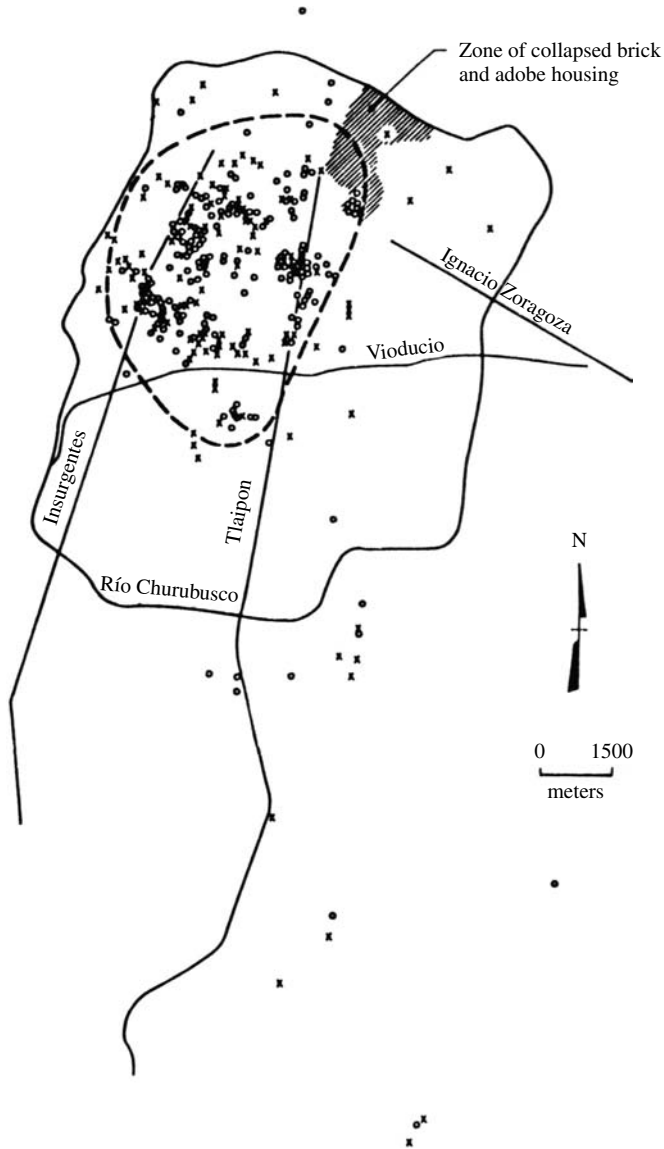 Zone of collapsed brick
and adobe housing
Ignacio Zoragoza
Vioducio
Insurgentes
Tlaipon
Río Churubusco
N
0 1500
meters